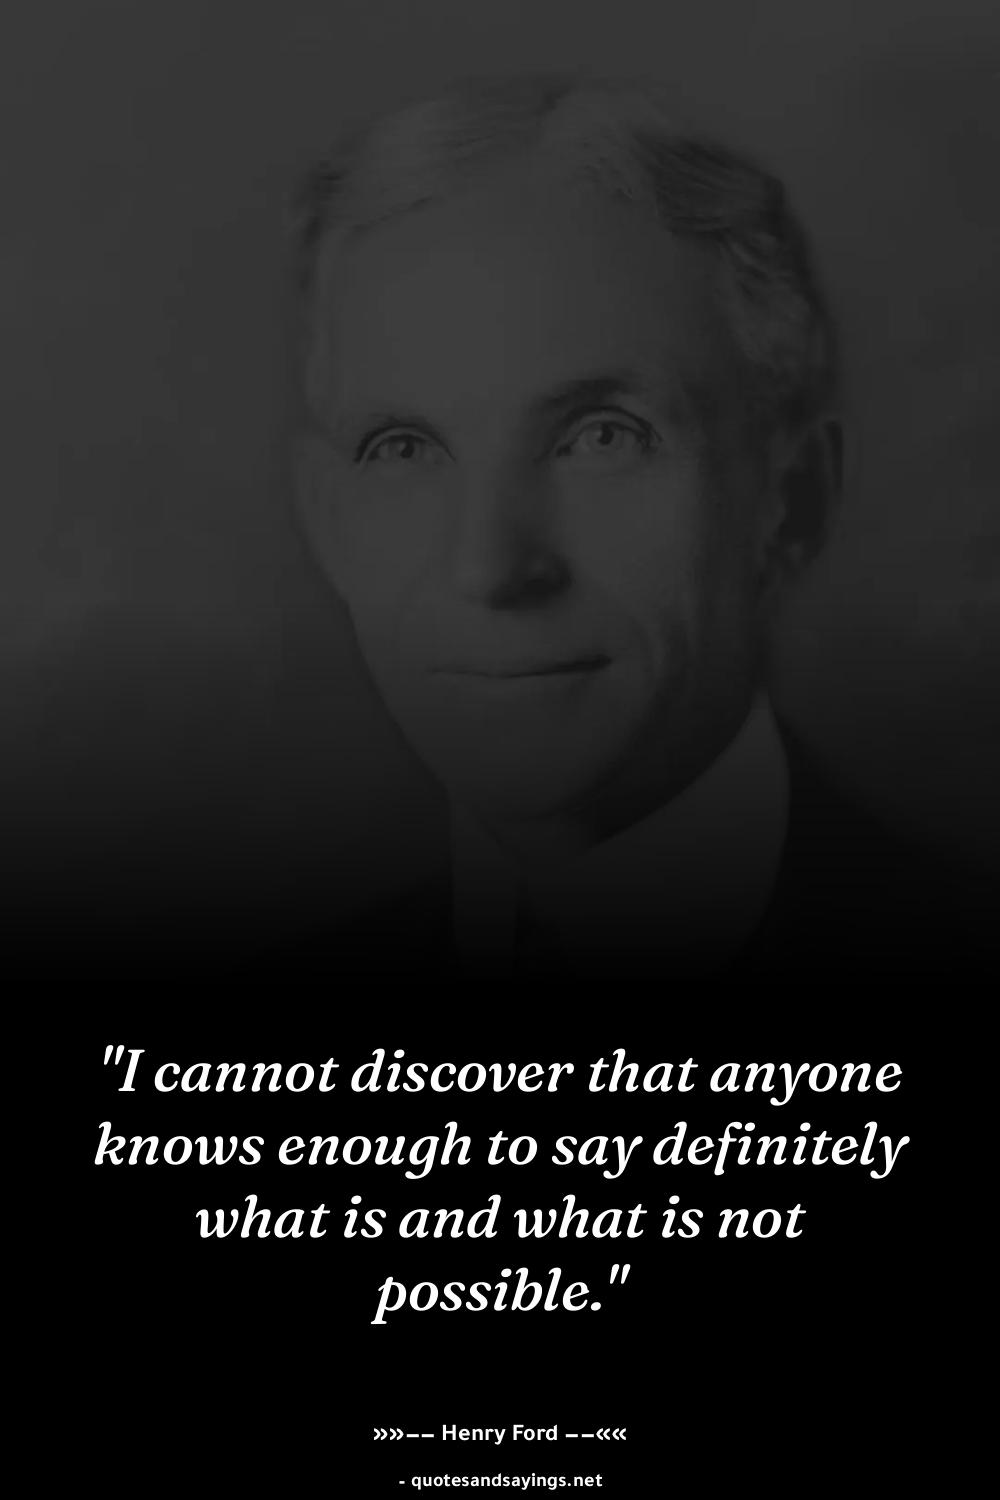 "I cannot discover that anyone
knows enough to say definitely
what is and what is not
possible."
»»−− Henry Ford −−««
- quotesandsayings.net